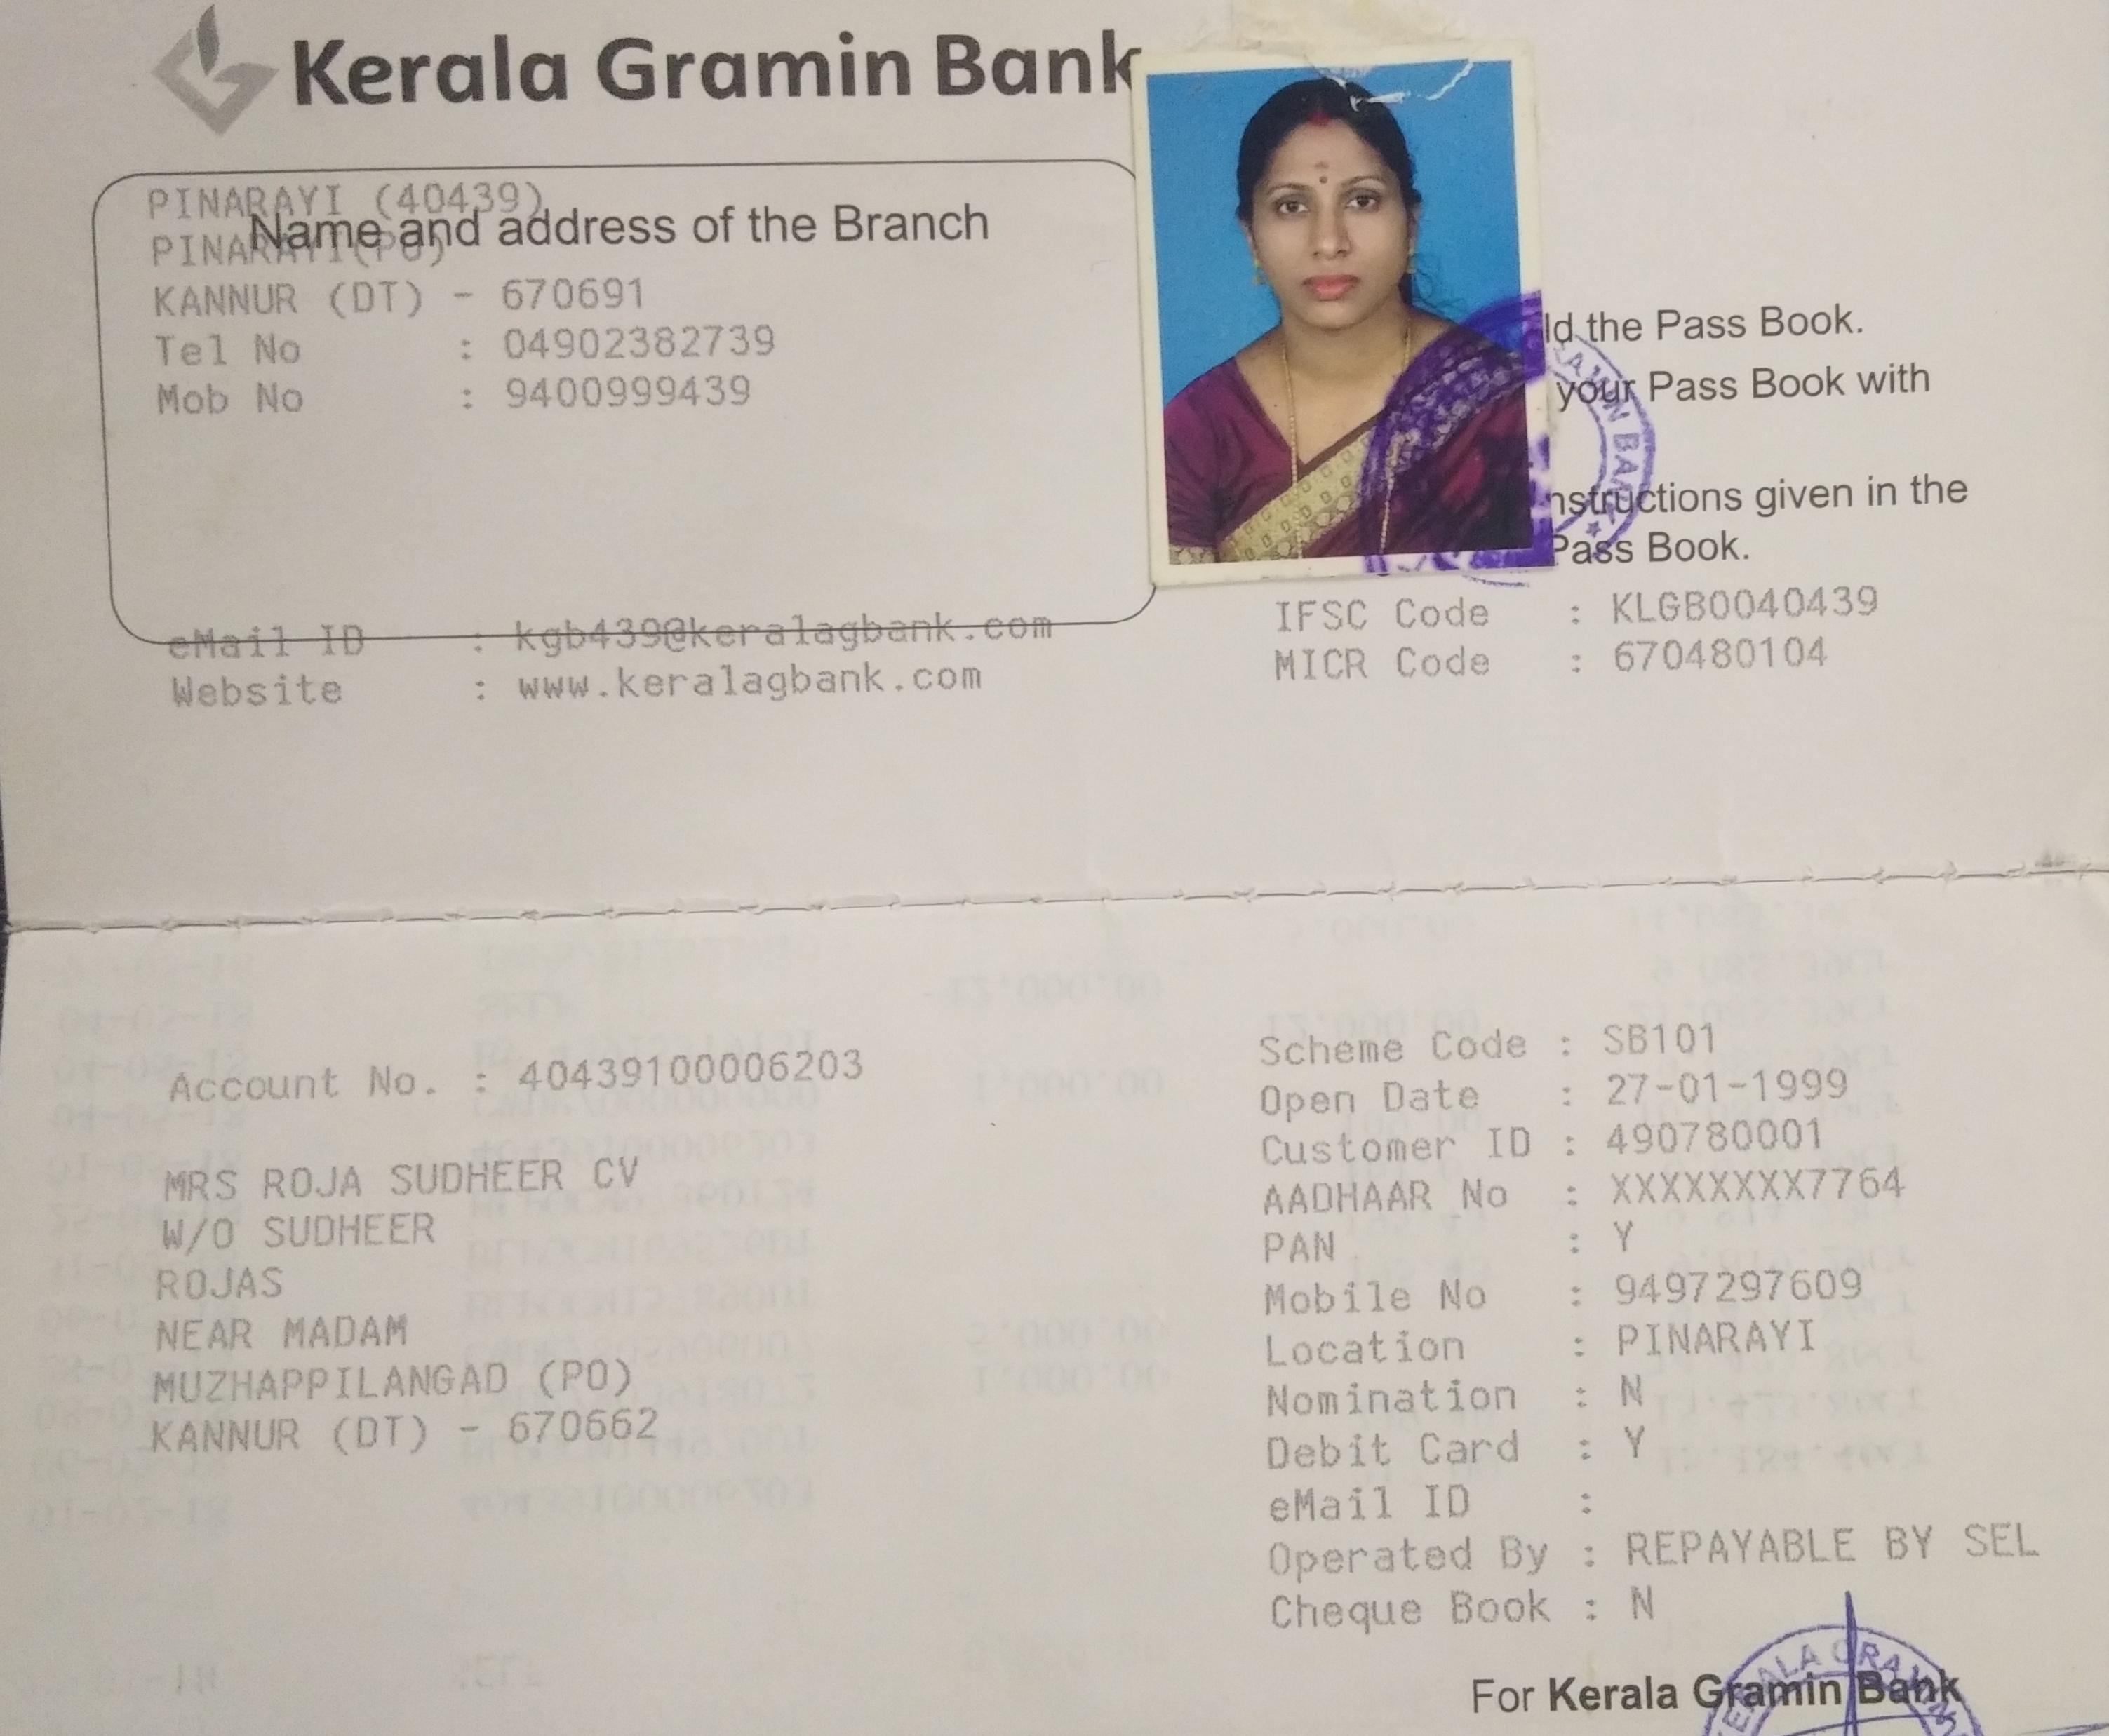 Kerala Gramin Bank
PINARAYI (40439)
Name and address of the Branch
PINARAYI(PO)
KANNUR (DT) - 670691
Tel No : 04902382739
Mob No : 9400999439
ld the Pass Book.
your Pass Book with
nstructions given in the
Pass Book.
eMail ID : kgb439@keralagbank.com
Website : www.keralagbank.com
IFSC Code : KLGB0040439
MICR Code : 670480104
Account No. : 40439100006203
MRS ROJA SUDHEER CV
W/O SUDHEER
ROJAS
NEAR MADAM
MUZHAPPILANGAD (PO)
KANNUR (DT) - 670662
Scheme Code : SB101
Open Date : 27-01-1999
Customer ID : 490780001
AADHAAR No : XXXXXXXX7764
PAN : Y
Mobile No : 9497297609
Location : PINARAYI
Nomination : N
Debit Card : Y
eMail ID :
Operated By : REPAYABLE BY SEL
Cheque Book : N
For Kerala Gramin Bank